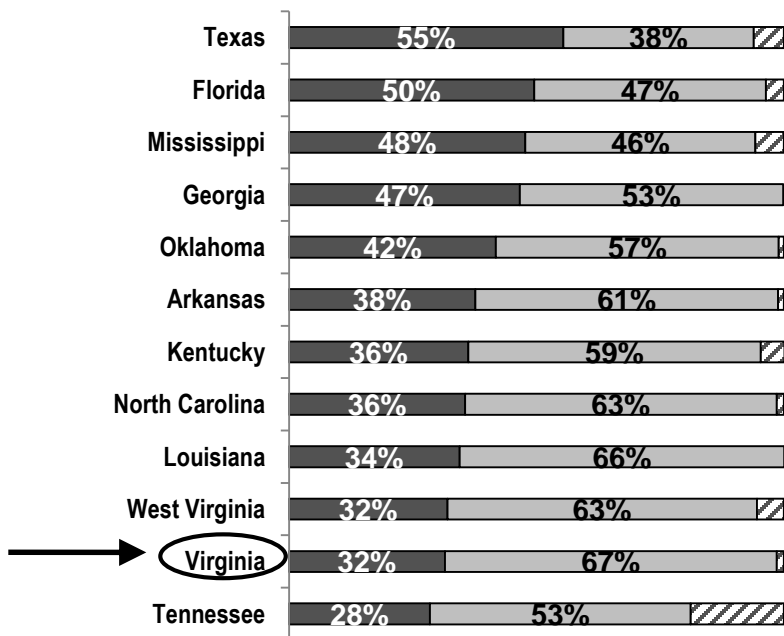 Texas 55% 38%
Florida 50% 47%
Mississippi 48% 46%
Georgia 47% 53%
Oklahoma 42% 57%
Arkansas 38% 61%
Kentucky 36% 59%
North Carolina 36% 63%
Louisiana 34% 66%
West Virginia 32% 63%
Virginia 32% 67%
Tennessee 28% 53%